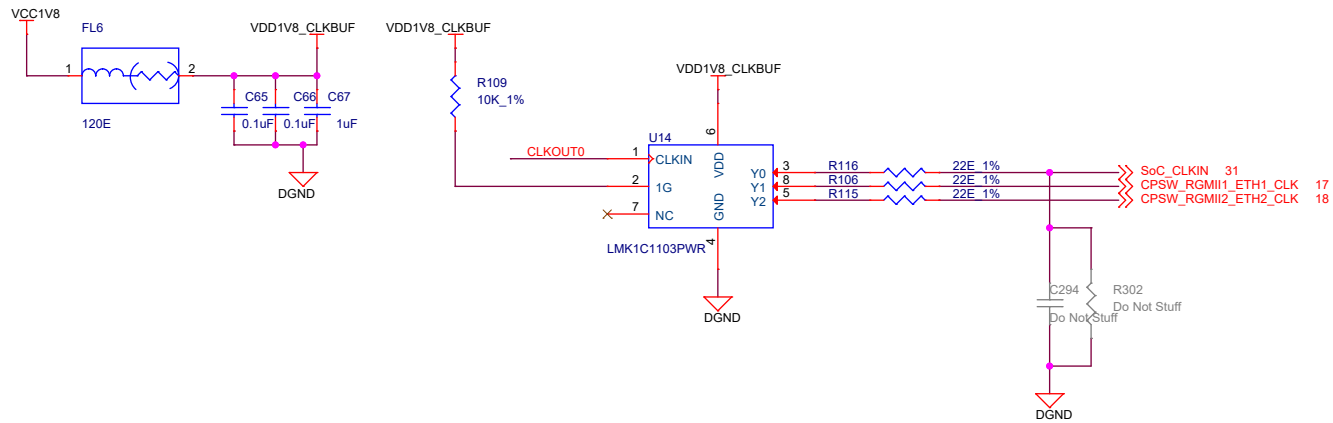 VCC1V8
FL6
1
2
120E
VDD1V8_CLKBUF
C65
0.1uF
C66
0.1uF
C67
1uF
DGND
VDD1V8_CLKBUF
R109
10K_1%
VDD1V8_CLKBUF
U14
CLKOUT0
1
CLKIN
2
1G
7
NC
6
VDD
GND
4
Y0
3
Y1
8
Y2
5
LMK1C1103PWR
DGND
R116
22E_1%
R106
22E_1%
R115
22E_1%
SoC_CLKIN 31
CPSW_RGMII1_ETH1_CLK 17
CPSW_RGMII2_ETH2_CLK 18
C294
Do Not Stuff
R302
Do Not Stuff
DGND